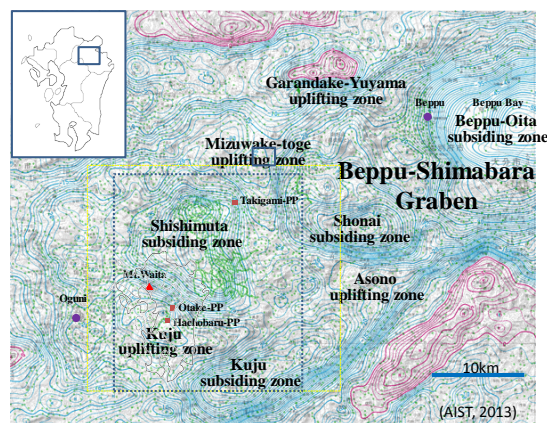 Garandake-Yuyama
uplifting zone
Beppu
Beppu Bay
Beppu-Oita
subsiding zone
Mizuwake-toge
uplifting zone
Beppu-Shimabara
Graben
Takigami-PP
Shishimuta
subsiding zone
Shonai
subsiding zone
Mt.Waita
Asono
uplifting zone
Oguni
Otake-PP
Hachobaru-PP
Kuju
uplifting zone
Kuju
subsiding zone
10km
(AIST, 2013)